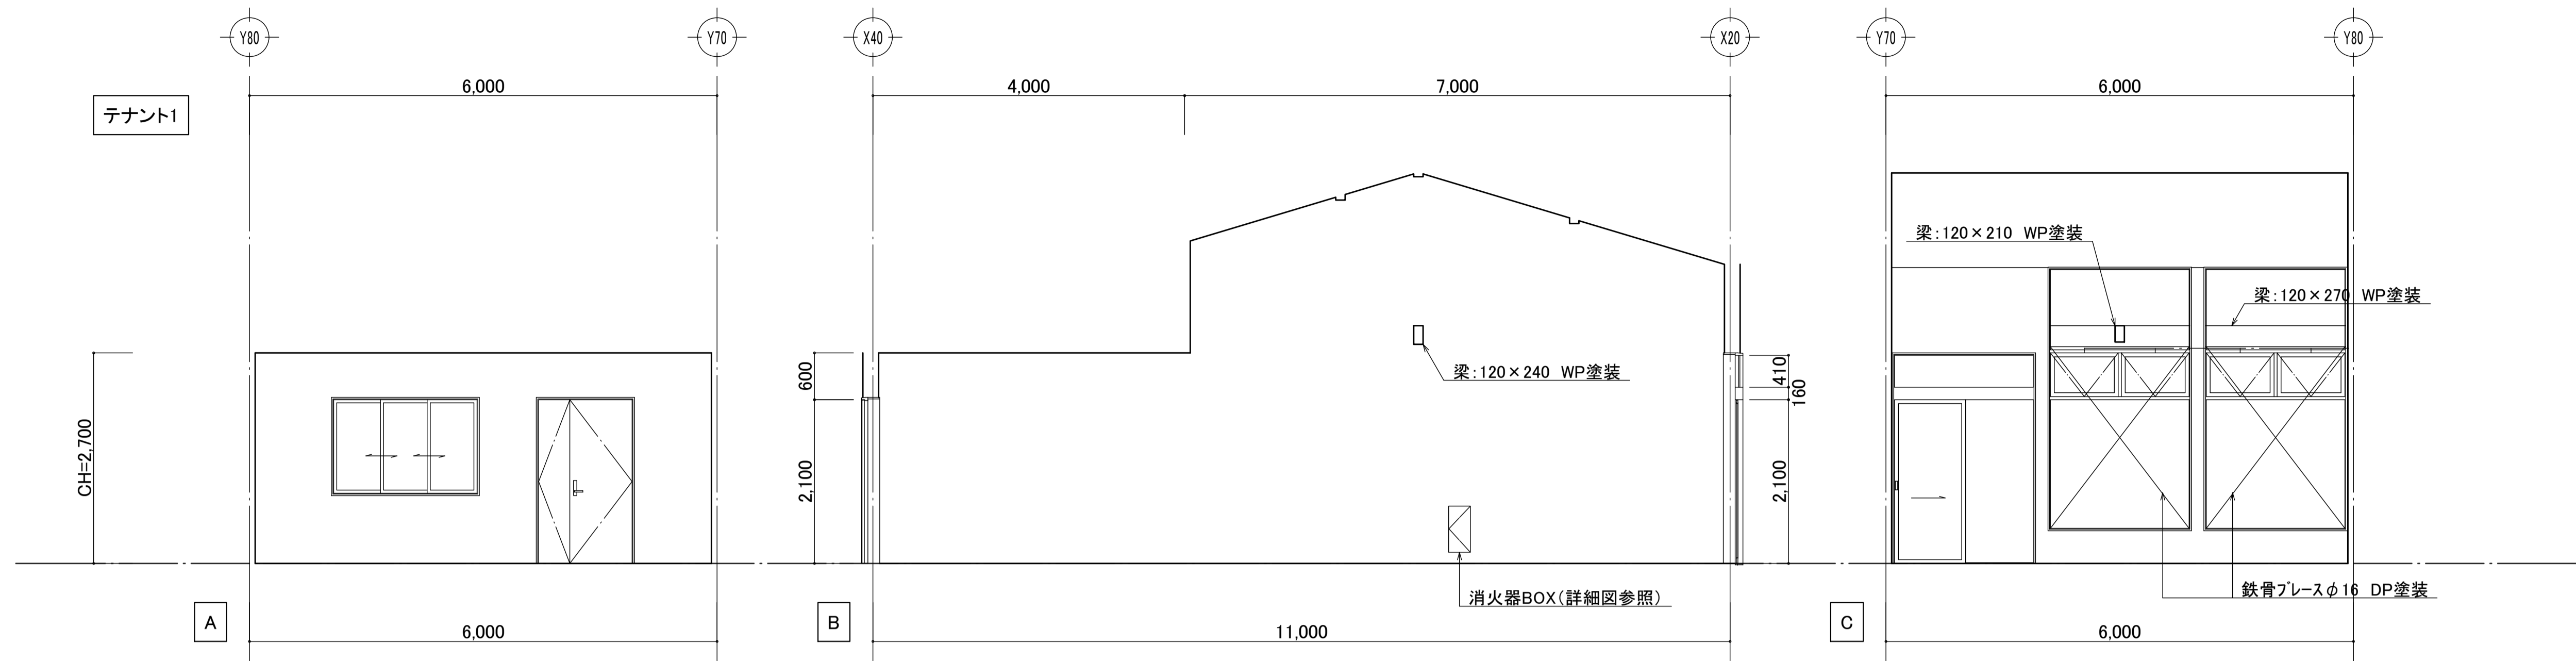 Y80
Y70
X40
X20
Y70
Y80
6,000
4,000
7,000
6,000
テナント1
梁:120×210 WP塗装
梁:120×270 WP塗装
梁:120×240 WP塗装
CH=2,700
600
2,100
410
160
2,100
消火器BOX(詳細図参照)
鉄骨ブレースφ16 DP塗装
A
B
C
6,000
11,000
6,000